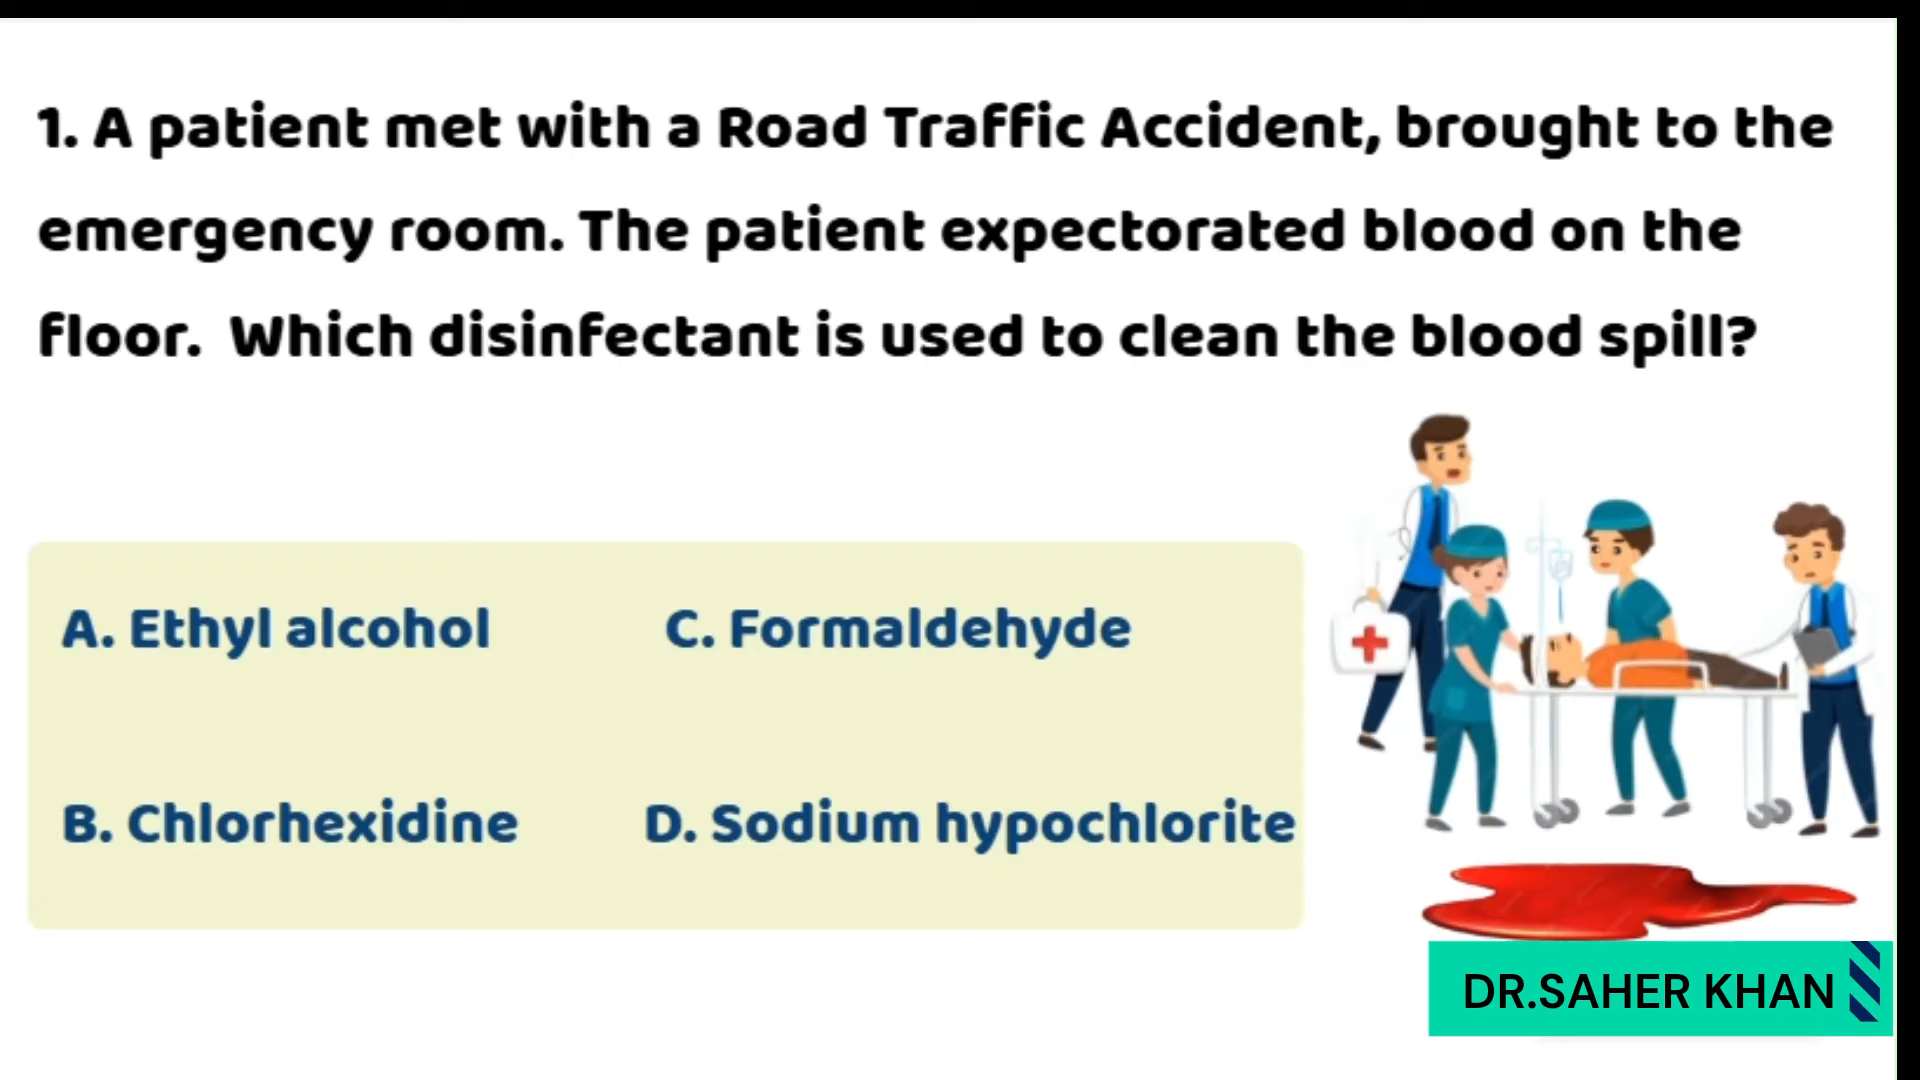 1. A patient met with a Road Traffic Accident, brought to the
emergency room. The patient expectorated blood on the
floor. Which disinfectant is used to clean the blood spill?
A. Ethyl alcohol
C. Formaldehyde
B. Chlorhexidine
D. Sodium hypochlorite
DR.SAHER KHAN